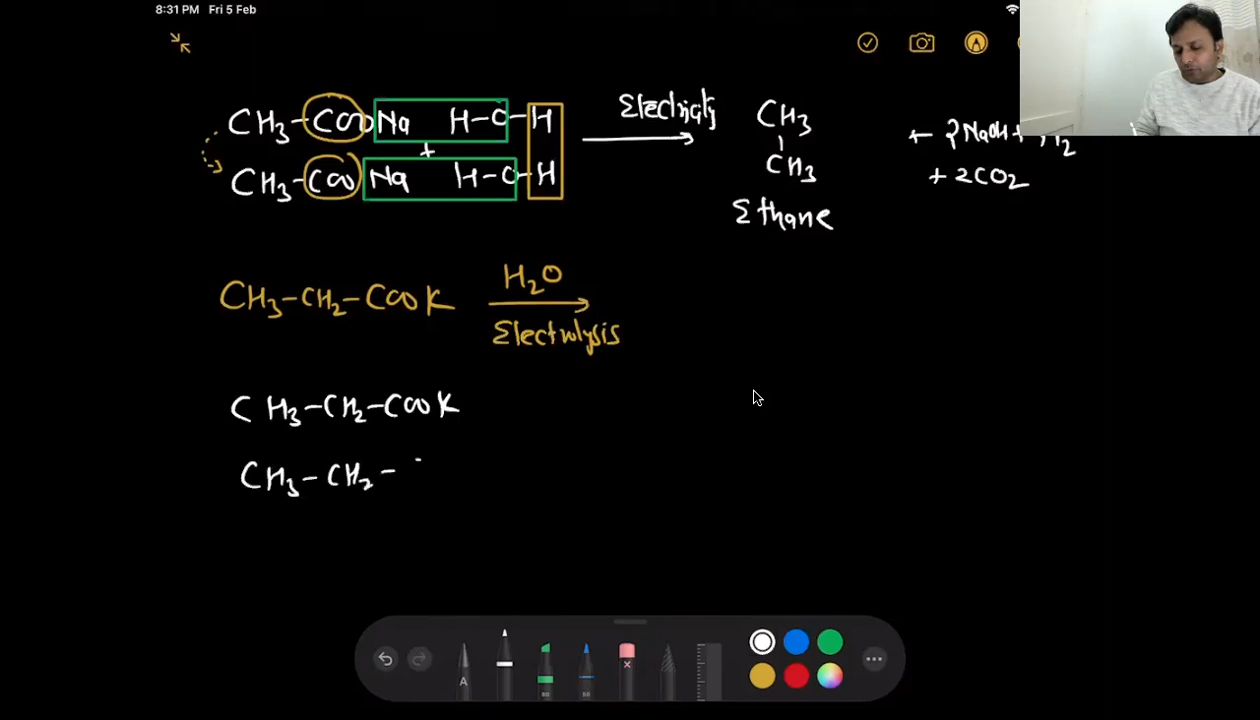 8:31 PM Fri 5 Feb
CH3-COONa H-O-H Electricity CH3 + 2NaOH +
+
CH3-COONa H-O-H CH3 + 2CO2
Ethane
CH3-CH2-COOK H2O
Electrolysis
CH3-CH2-COOK
CH3-CH2-
A